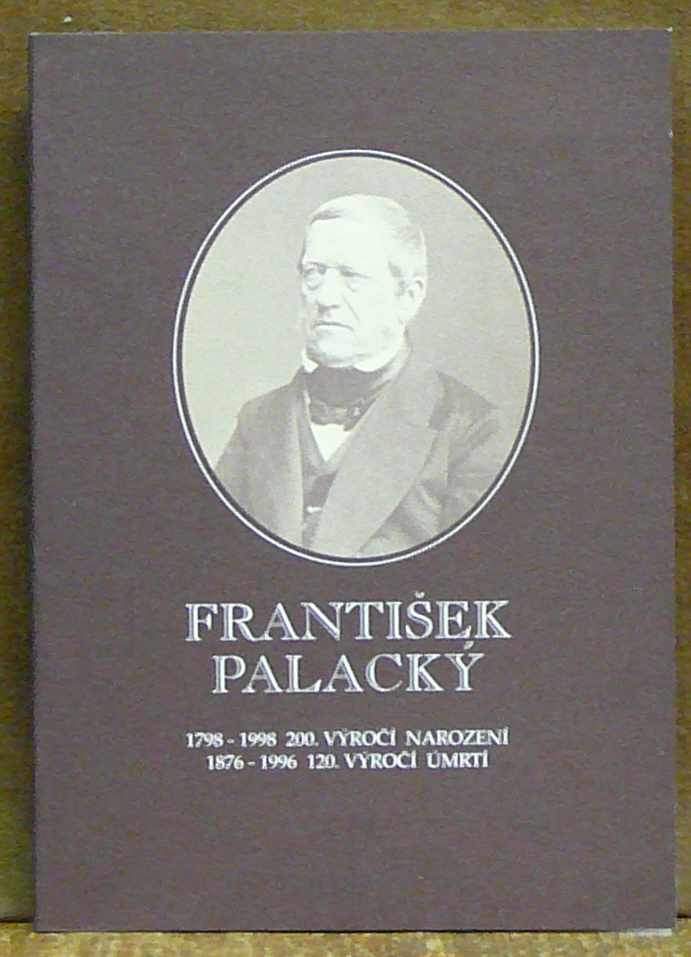 FRANTIŠEK
PALACKÝ
1798 - 1998 200. VÝROČÍ NAROZENÍ
1876 - 1996 120. VÝROČÍ ÚMRTÍ